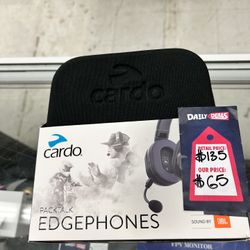 cardo
DAILY DEALS
RETAIL PRICE:
$135
OUR PRICE:
$65
cardo
PACKTALK
EDGEPHONES
SOUND BY JBL
FPV MONITOR